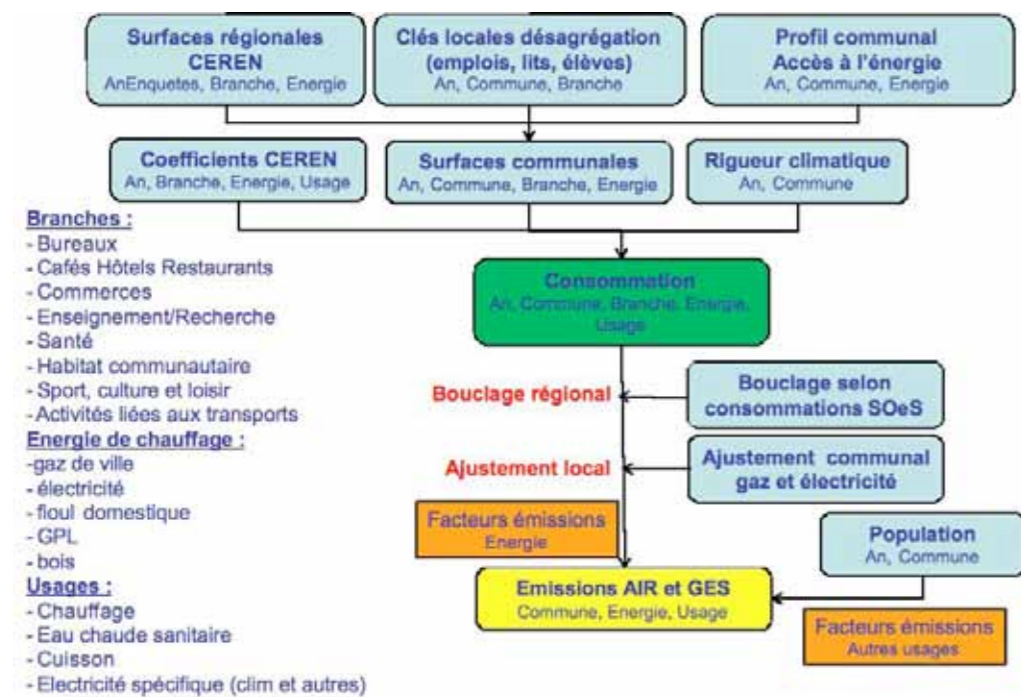 Surfaces régionales
CEREN
AnEnquetes, Branche, Energie
Clés locales désagrégation
(emplois, lits, élèves)
An, Commune, Branche
Profil communal
Accès à l'énergie
An, Commune, Energie
Coefficients CEREN
An, Branche, Energie, Usage
Surfaces communales
An, Commune, Branche, Energie
Rigueur climatique
An, Commune
Branches :
- Bureaux
- Cafés Hôtels Restaurants
- Commerces
- Enseignement/Recherche
- Santé
- Habitat communautaire
- Sport, culture et loisir
- Activités liées aux transports
Energie de chauffage :
-gaz de ville
- électricité
- fioul domestique
- GPL
- bois
Usages :
- Chauffage
- Eau chaude sanitaire
- Cuisson
- Electricité spécifique (clim et autres)
Consommation
An, Commune, Branche, Energie,
Usage
Bouclage régional
Bouclage selon
consommations SOeS
Ajustement local
Ajustement communal
gaz et électricité
Facteurs émissions
Energie
Population
An, Commune
Emissions AIR et GES
Commune, Energie, Usage
Facteurs émissions
Autres usages